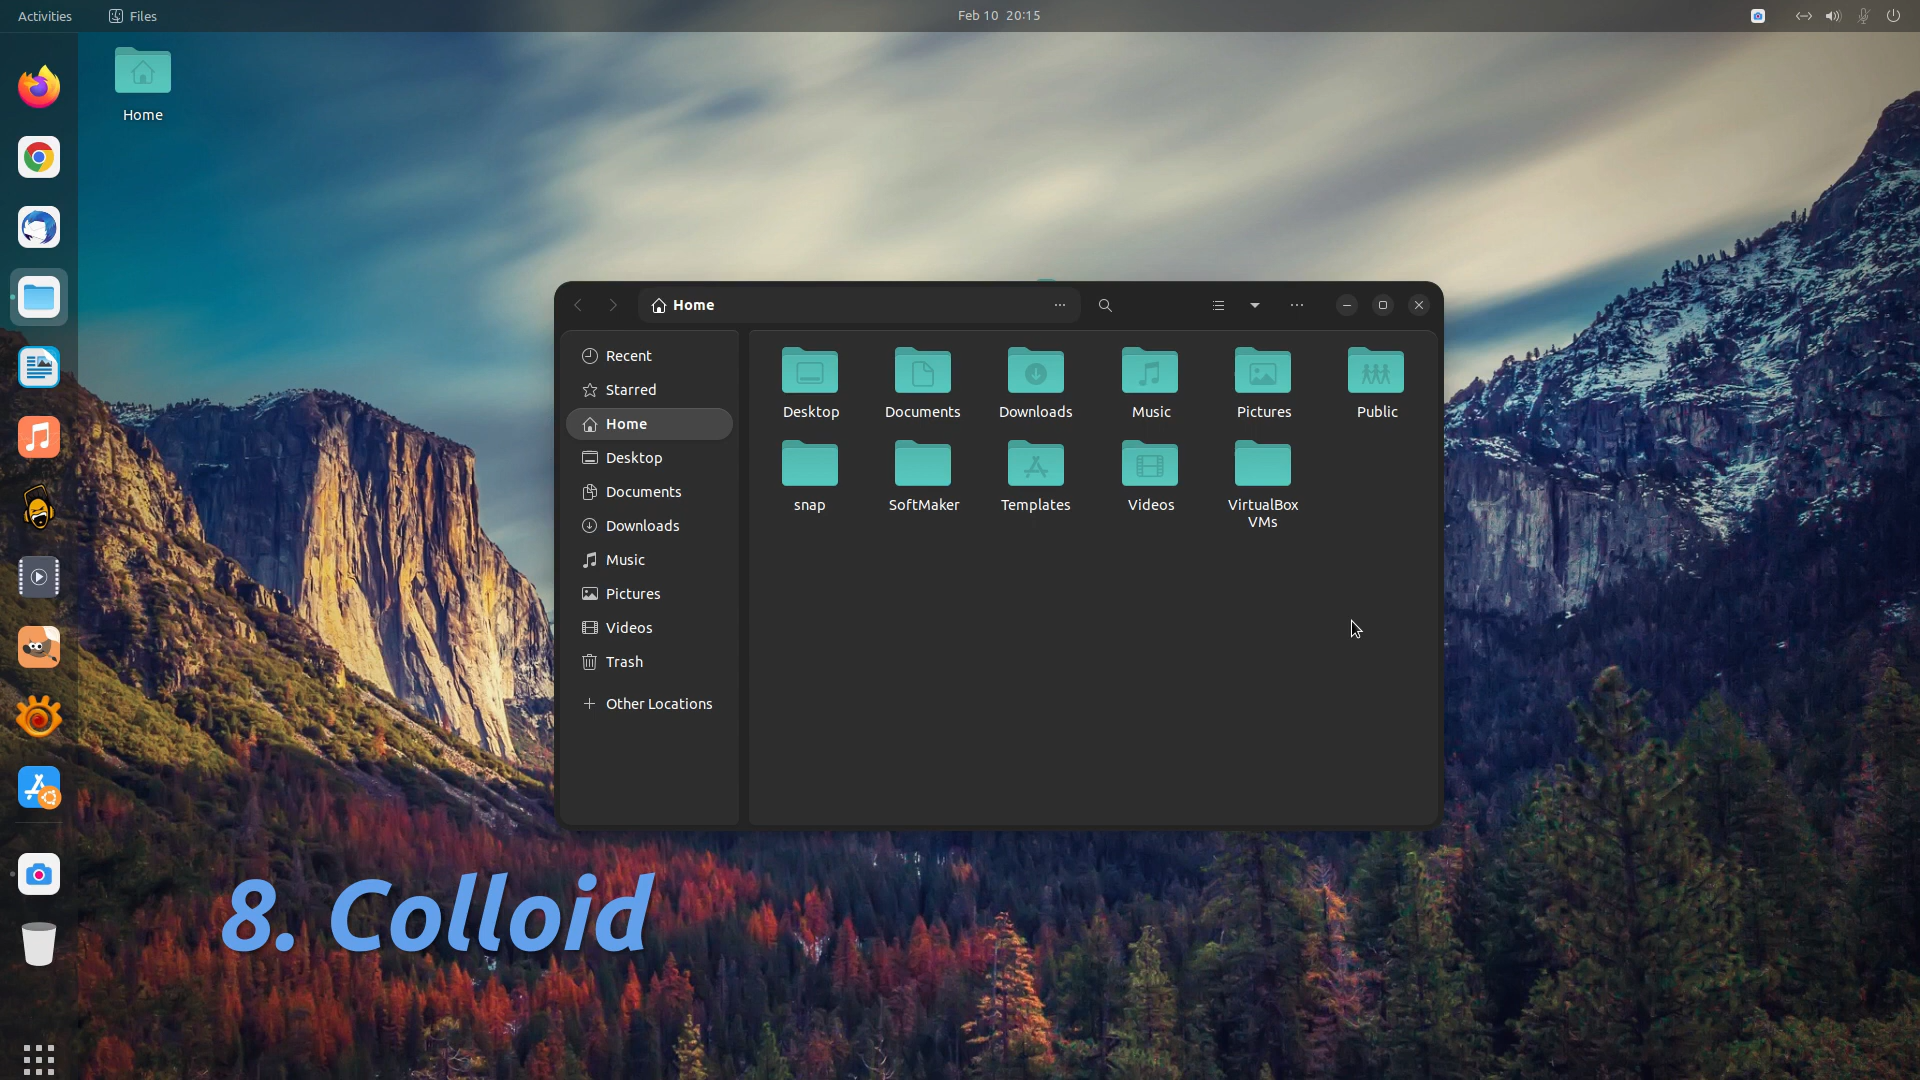 Activities
Files
Feb 10 20:15
Home
Home
Recent
Starred
Home
Desktop
Documents
Downloads
Music
Pictures
Videos
Trash
Other Locations
Desktop
Documents
Downloads
Music
Pictures
Public
snap
SoftMaker
Templates
Videos
VirtualBox
VMs
8. Colloid